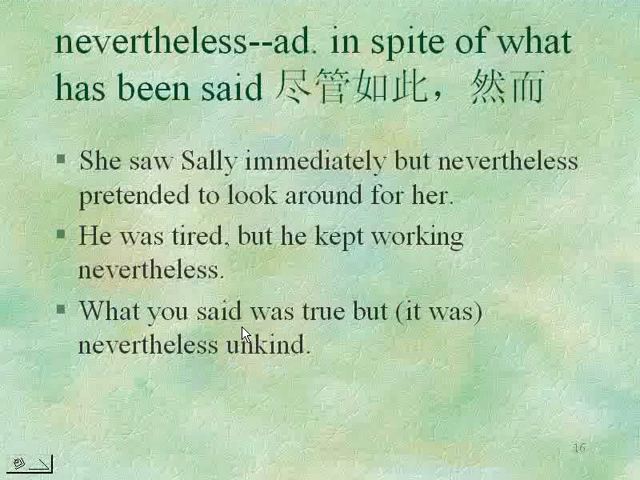 nevertheless--ad. in spite of what
has been said 尽管如此，然而
▪ She saw Sally immediately but nevertheless
pretended to look around for her.
▪ He was tired, but he kept working
nevertheless.
▪ What you said was true but (it was)
nevertheless unkind.
16